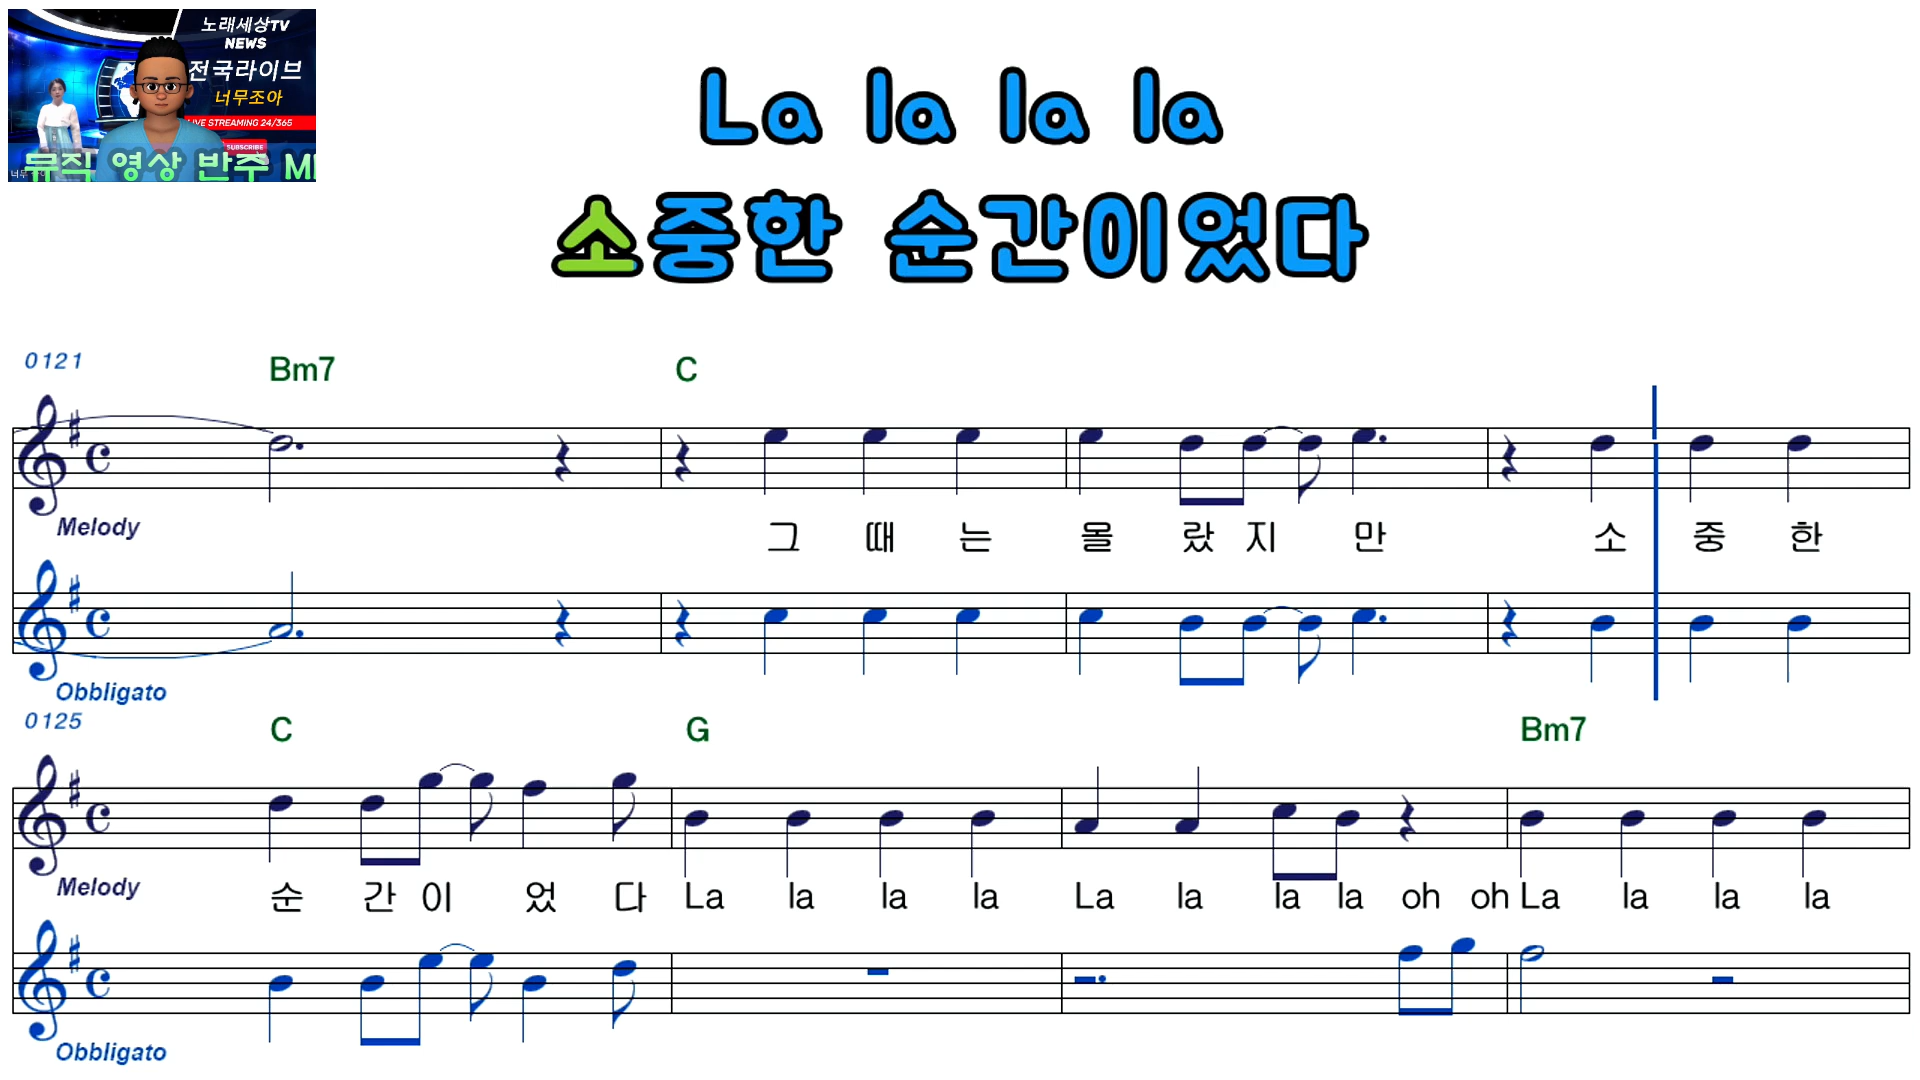 노래세상TV
NEWS
전국라이브
너무조아
LIVE STREAMING 24/365
SUBSCRIBE
뮤직 영상 반주 M
너무
La la la la
소중한 순간이었다
0121
Bm7 C
Melody
그 때 는 올 랐 지 만 소 중 한
Obbligato
0125
C G Bm7
Melody
순 간 이 었 다 La la la la La la la la oh oh La la la la
Obbligato